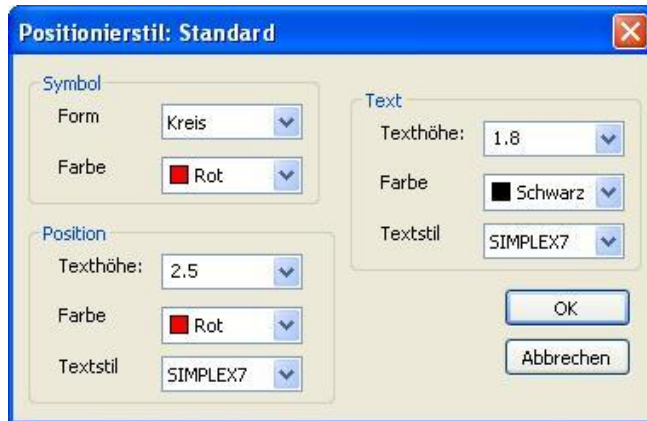 Positionierstil: Standard
Symbol
Form Kreis
Farbe Rot
Position
Texthöhe: 2.5
Farbe Rot
Textstil SIMPLEX7
Text
Texthöhe: 1.8
Farbe Schwarz
Textstil SIMPLEX7
OK
Abbrechen